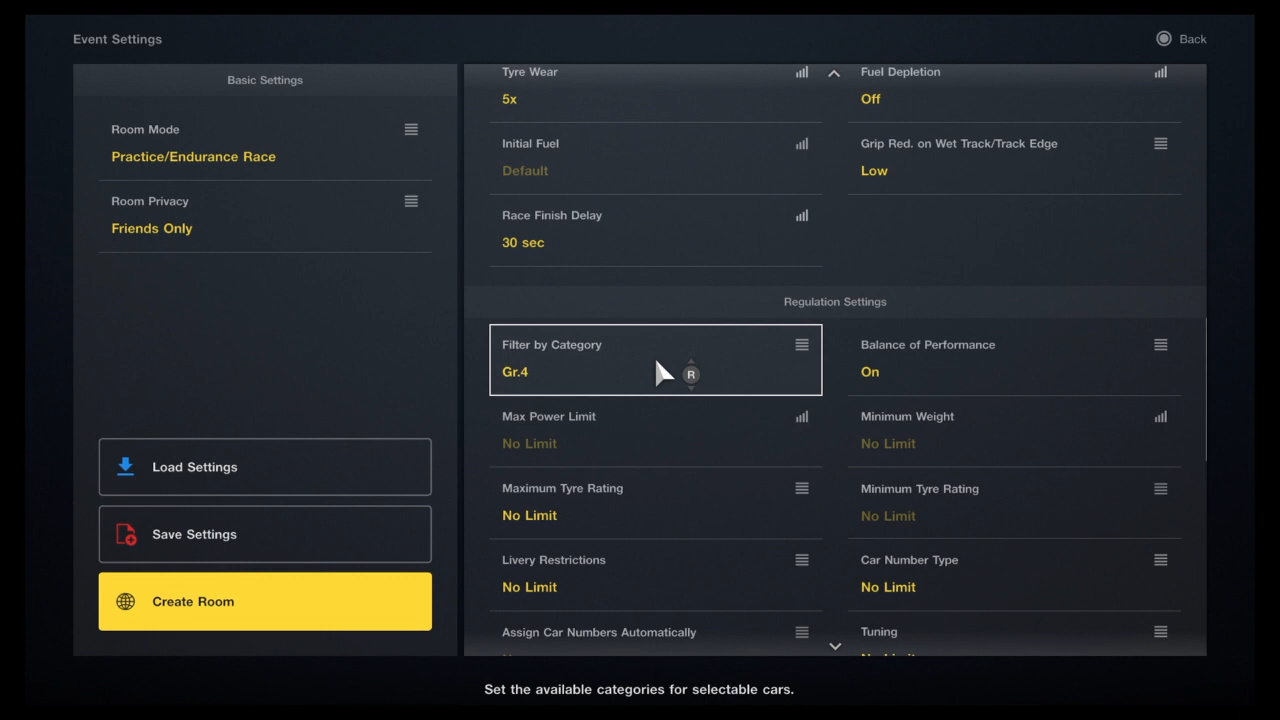 Event Settings
Back
Basic Settings
Room Mode
Practice/Endurance Race
Room Privacy
Friends Only
Load Settings
Save Settings
Create Room
Tyre Wear
5x
Fuel Depletion
Off
Initial Fuel
Default
Grip Red. on Wet Track/Track Edge
Low
Race Finish Delay
30 sec
Regulation Settings
Filter by Category
Gr.4
R
Balance of Performance
On
Max Power Limit
No Limit
Minimum Weight
No Limit
Maximum Tyre Rating
No Limit
Minimum Tyre Rating
No Limit
Livery Restrictions
No Limit
Car Number Type
No Limit
Assign Car Numbers Automatically
Tuning
Set the available categories for selectable cars.